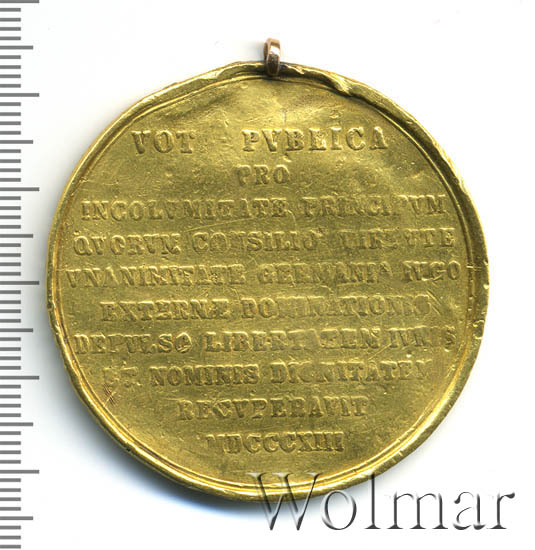 VOT PVBLICA
PRO
INCOLVMITATE PRINCIPVM
QVORVM CONSILIO VIRTVTE
VNANIMITATE GERMANIA IVGO
EXTERNÆ DOMINATIONIS
DEPVLSO LIBERTATEM IVRIS
ET NOMINIS DIGNITATEM
RECVPERAVIT
MDCCCXIII
Wolmar